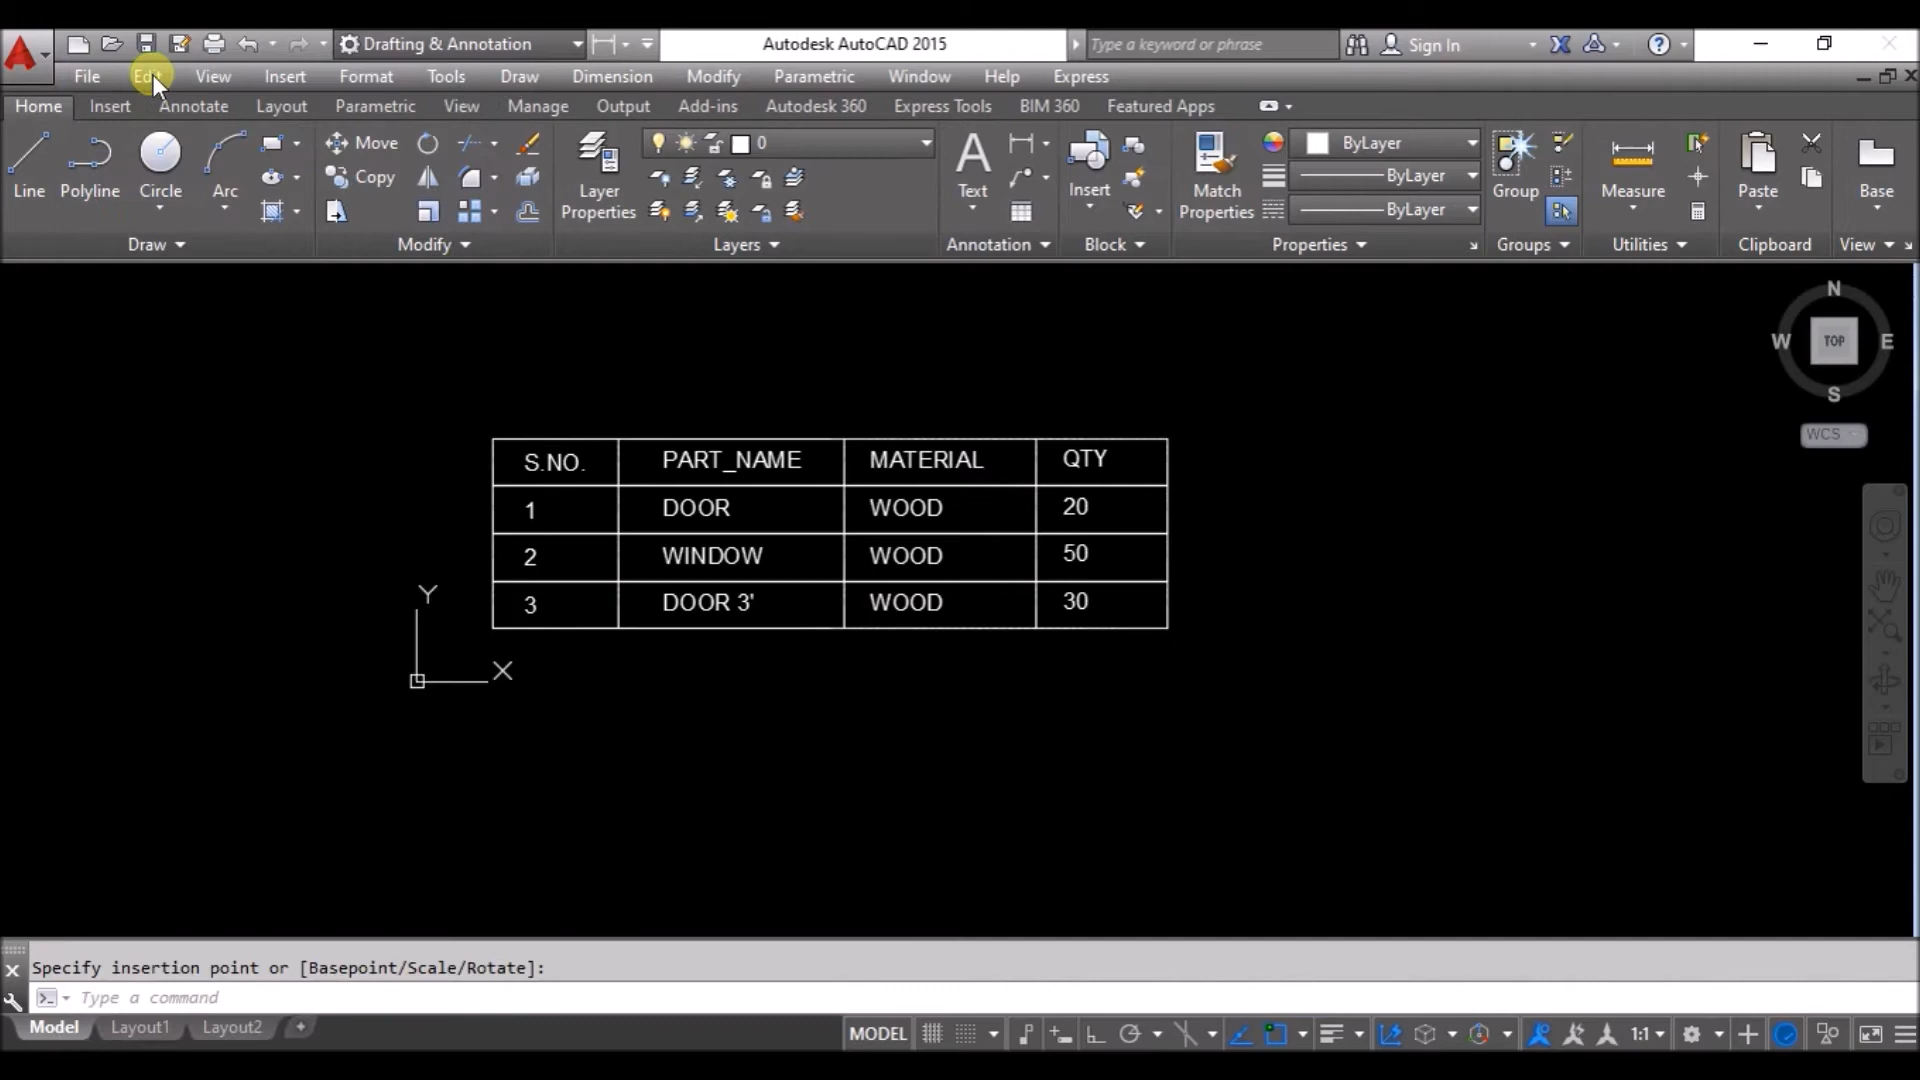 Drafting & Annotation
Autodesk AutoCAD 2015
Type a keyword or phrase
Sign In
File Edit View Insert Format Tools Draw Dimension Modify Parametric Window Help Express
Home Insert Annotate Layout Parametric View Manage Output Add-ins Autodesk 360 Express Tools BIM 360 Featured Apps
Line Polyline Circle Arc
Move
Copy
Layer
Properties
0
Text
Insert
Match
Properties
ByLayer
ByLayer
ByLayer
Group
Measure
Paste
Base
Draw Modify Layers Annotation Block Properties Groups Utilities Clipboard View
N
W TOP E
S
WCS
S.NO. PART_NAME MATERIAL QTY
1 DOOR WOOD 20
2 WINDOW WOOD 50
3 DOOR 3' WOOD 30
Y
X
Specify insertion point or [Basepoint/Scale/Rotate]:
Type a command
Model Layout1 Layout2 +
MODEL 1:1